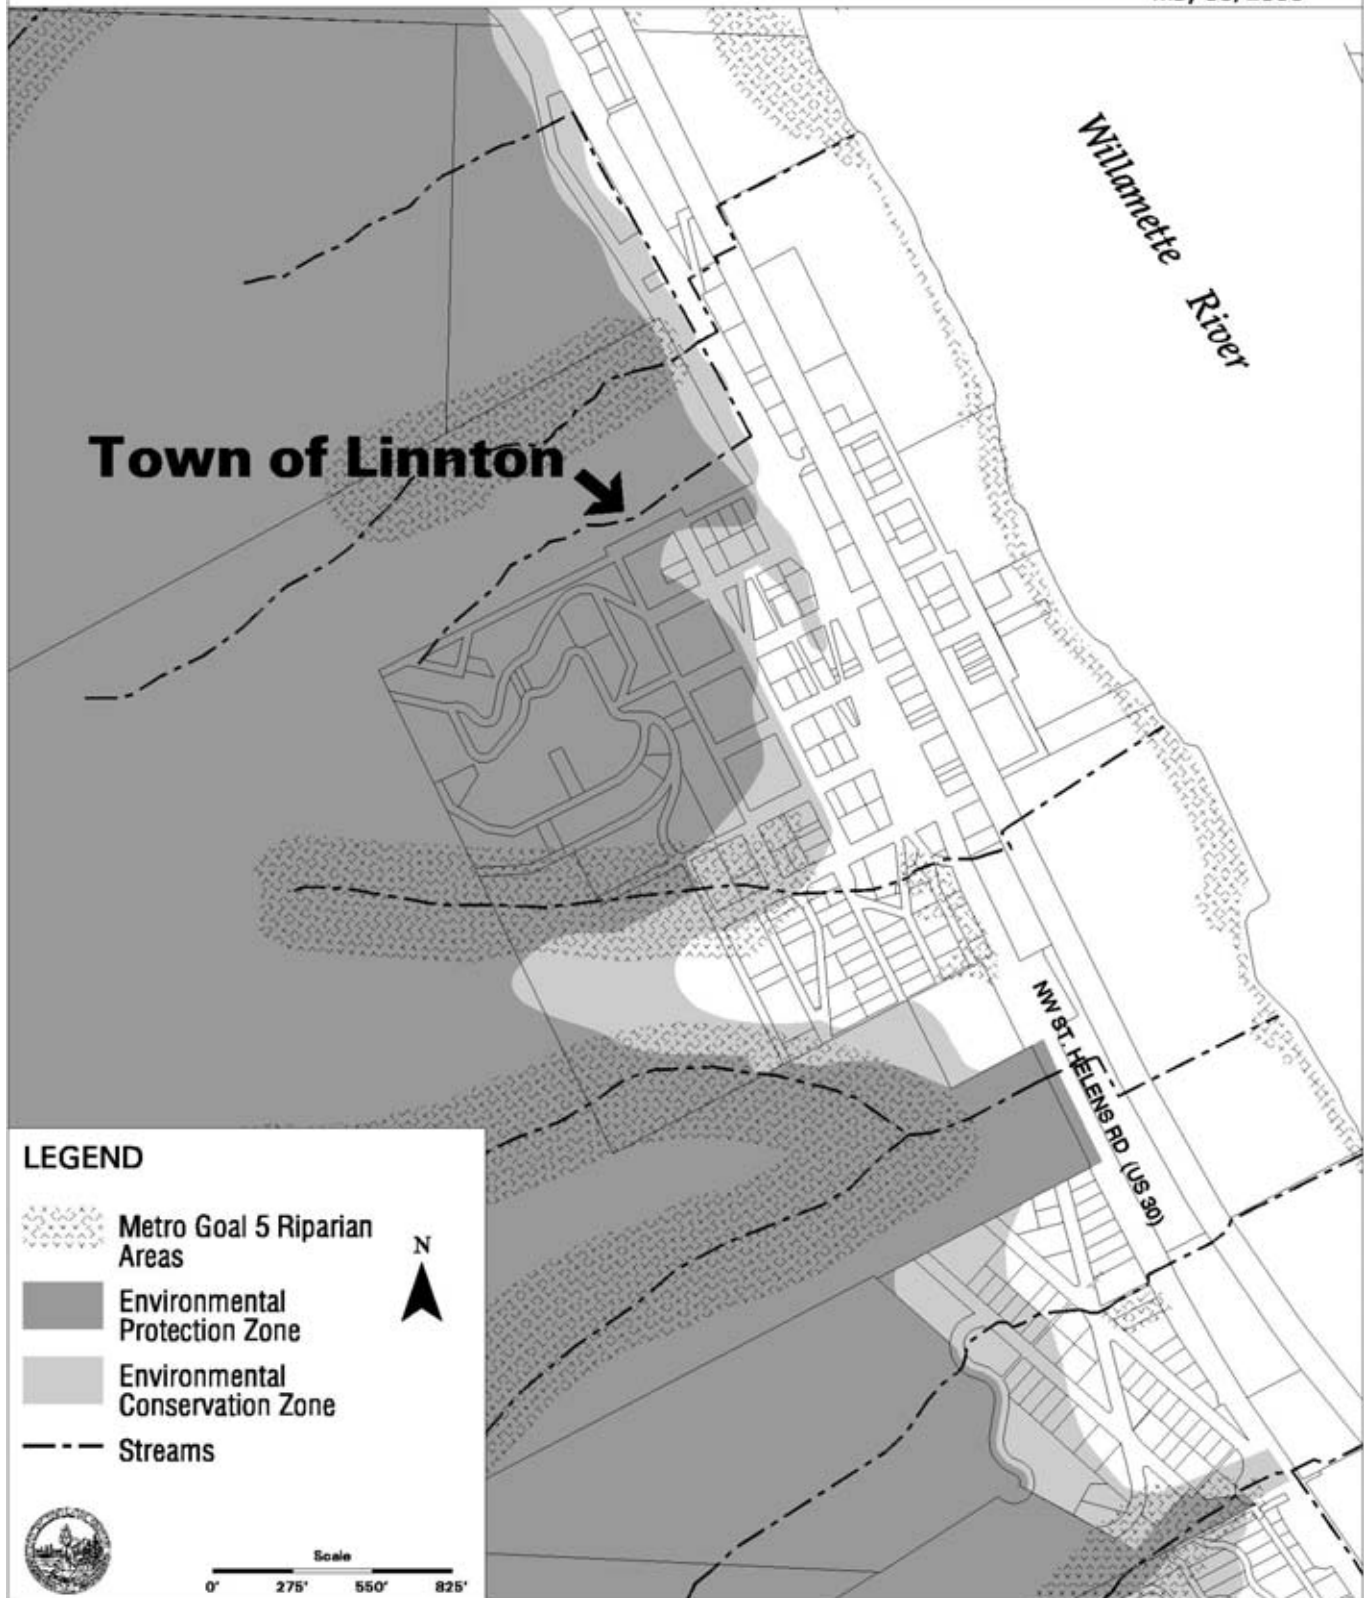 Willamette River
Town of Linnton
NW ST. HELENS RD (US 30)
LEGEND
Metro Goal 5 Riparian
Areas
N
Environmental
Protection Zone
Environmental
Conservation Zone
Streams
Scale
0' 275' 550' 825'